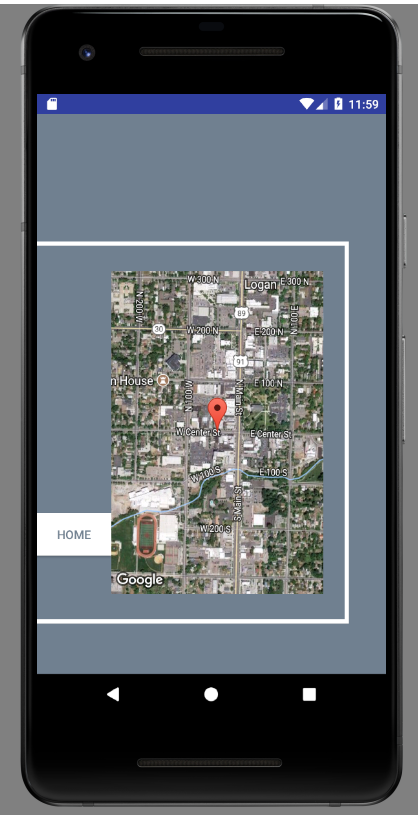 11:59
W 300 N
Logan
E 300 N
N 200 W
89
N 100 E
30
W 200 N
E 200 N
91
n House
N 100 W
N Main St
E 100 N
W Center St
E Center St
W 100 S
E 100 S
S Main St
HOME
W 200 S
Google